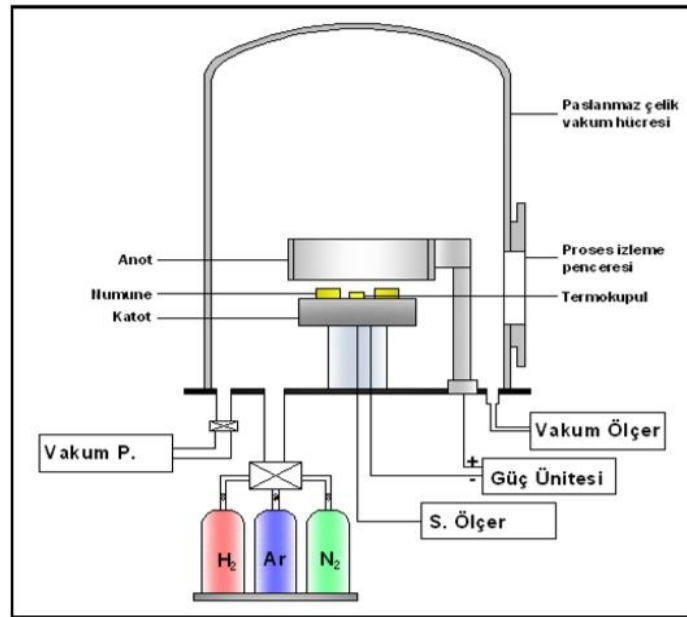 Paslanmaz çelik
vakum hücresi
Anot
Proses izleme
penceresi
Numune
Termokupul
Katot
Vakum P.
Vakum Ölçer
+
-
Güç Ünitesi
S. Ölçer
H₂
Ar
N₂